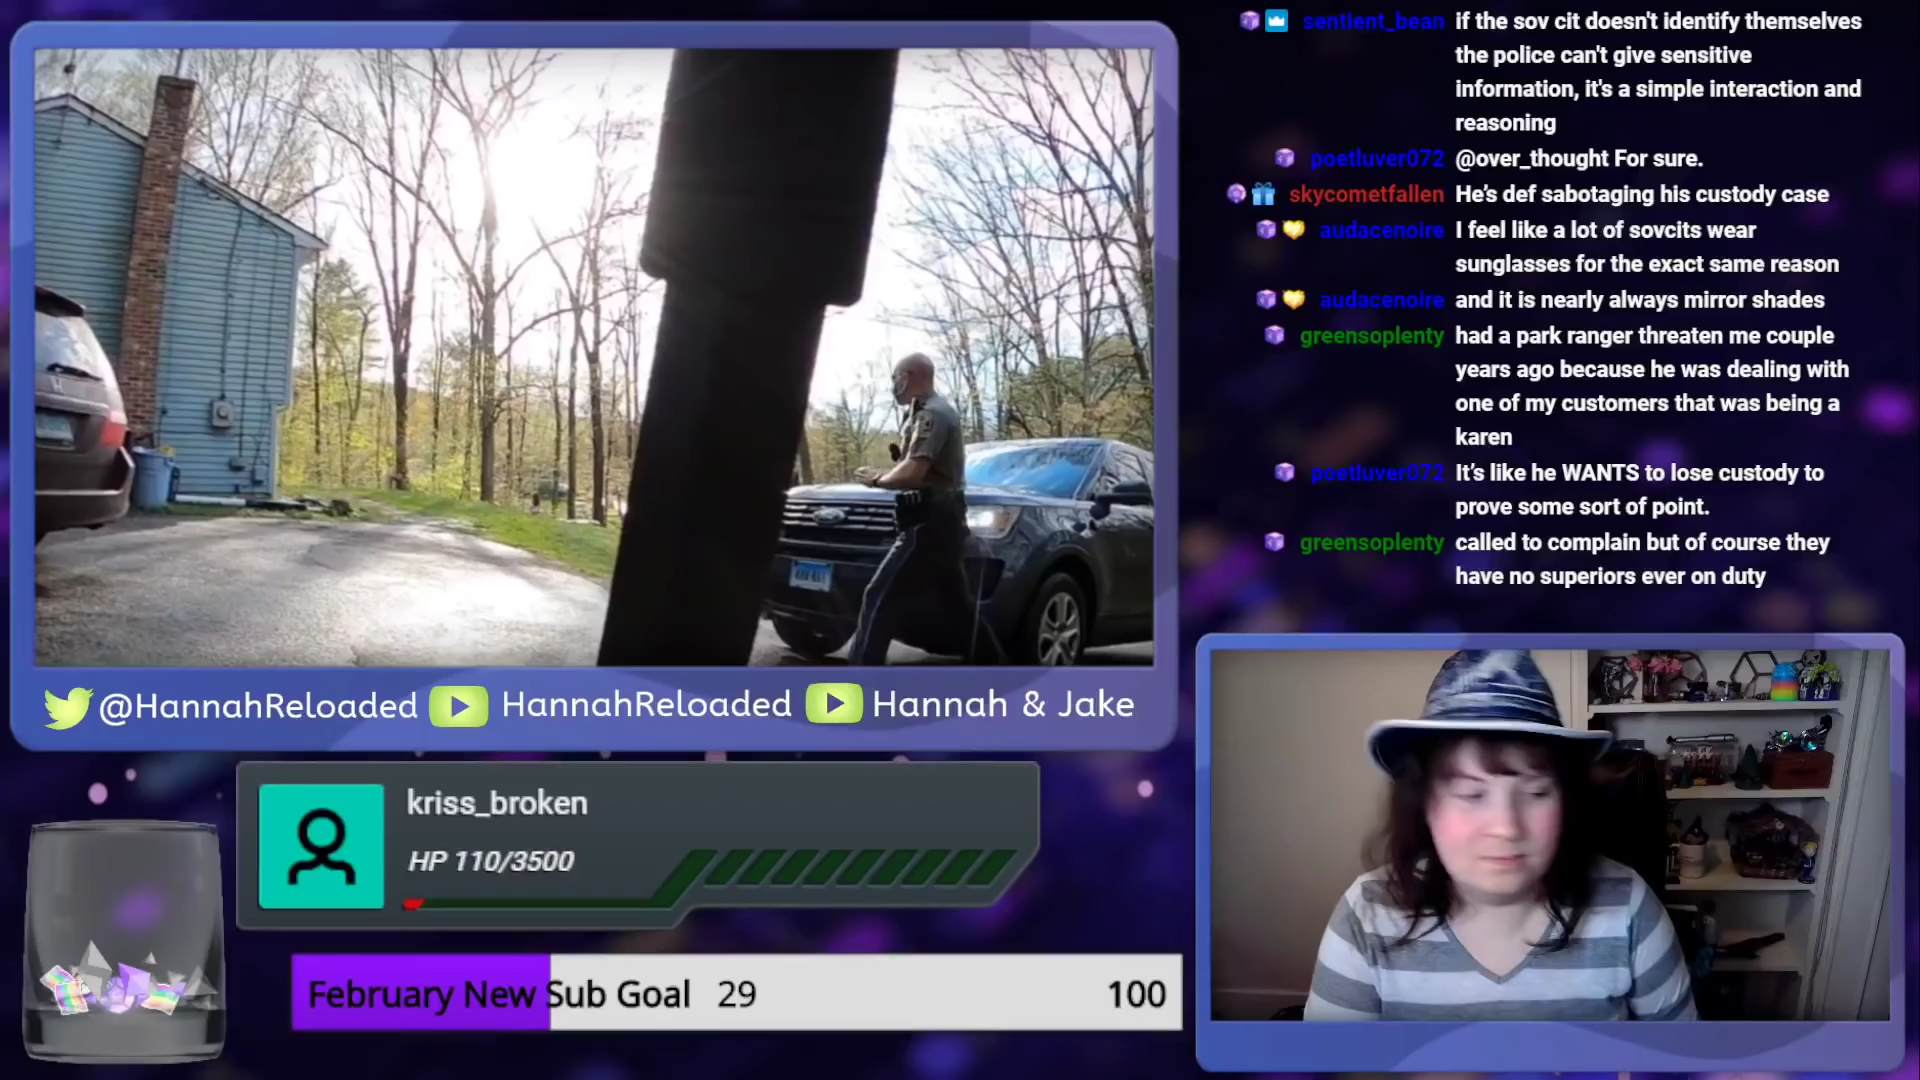 sentient_bean if the sov cit doesn't identify themselves
the police can't give sensitive
information, it's a simple interaction and
reasoning
poetluver072 @over_thought For sure.
skycometfallen He's def sabotaging his custody case
audacenoire I feel like a lot of sovcits wear
sunglasses for the exact same reason
audacenoire and it is nearly always mirror shades
greensoplenty had a park ranger threaten me couple
years ago because he was dealing with
one of my customers that was being a
karen
poetluver072 It's like he WANTS to lose custody to
prove some sort of point.
greensoplenty called to complain but of course they
have no superiors ever on duty
@HannahReloaded HannahReloaded Hannah & Jake
kriss_broken
HP 110/3500
February New Sub Goal 29 100